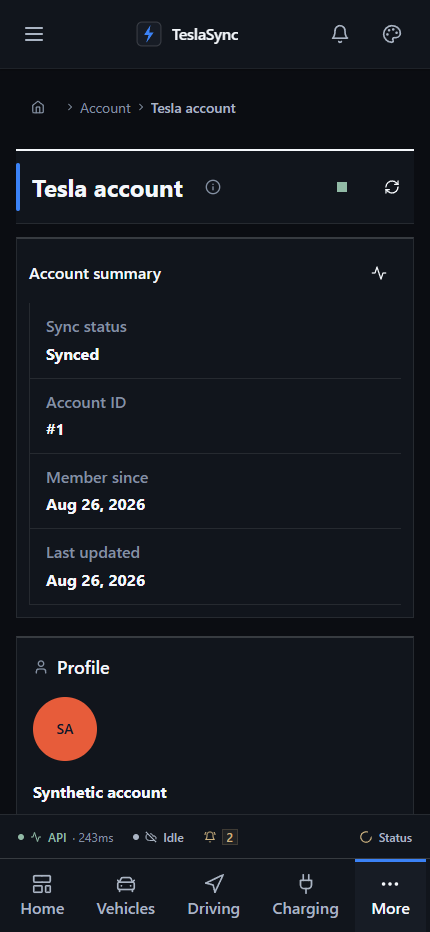 TeslaSync
Account > Tesla account
Tesla account
Account summary
Sync status
Synced
Account ID
#1
Member since
Aug 26, 2026
Last updated
Aug 26, 2026
Profile
SA
Synthetic account
API · 243ms Idle 2 Status
Home Vehicles Driving Charging More